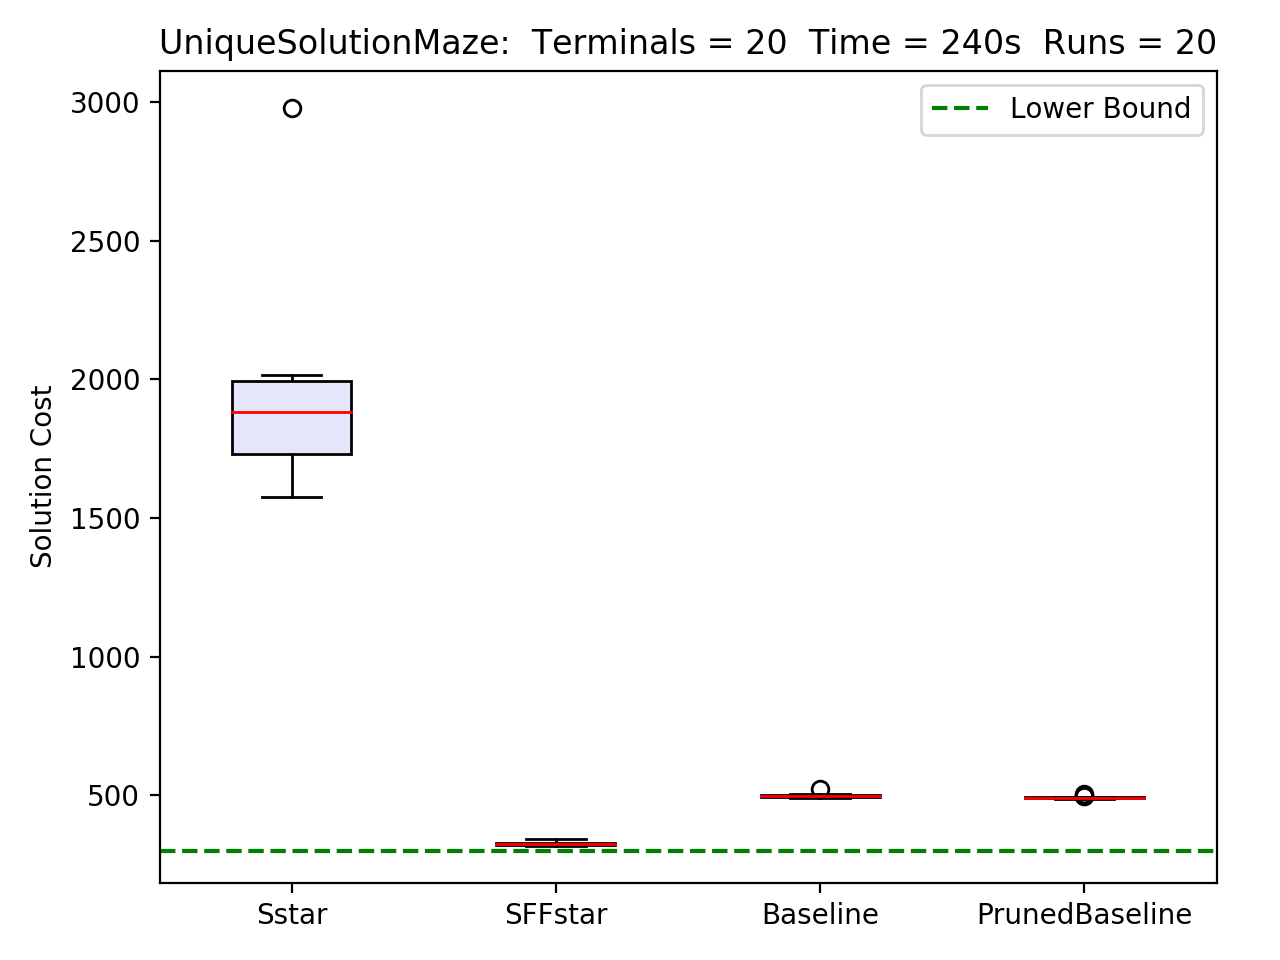 UniqueSolutionMaze:  Terminals = 20  Time = 240s  Runs = 20
Lower Bound
3000
2500
2000
1500
1000
500
Solution Cost
Sstar
SFFstar
Baseline
PrunedBaseline